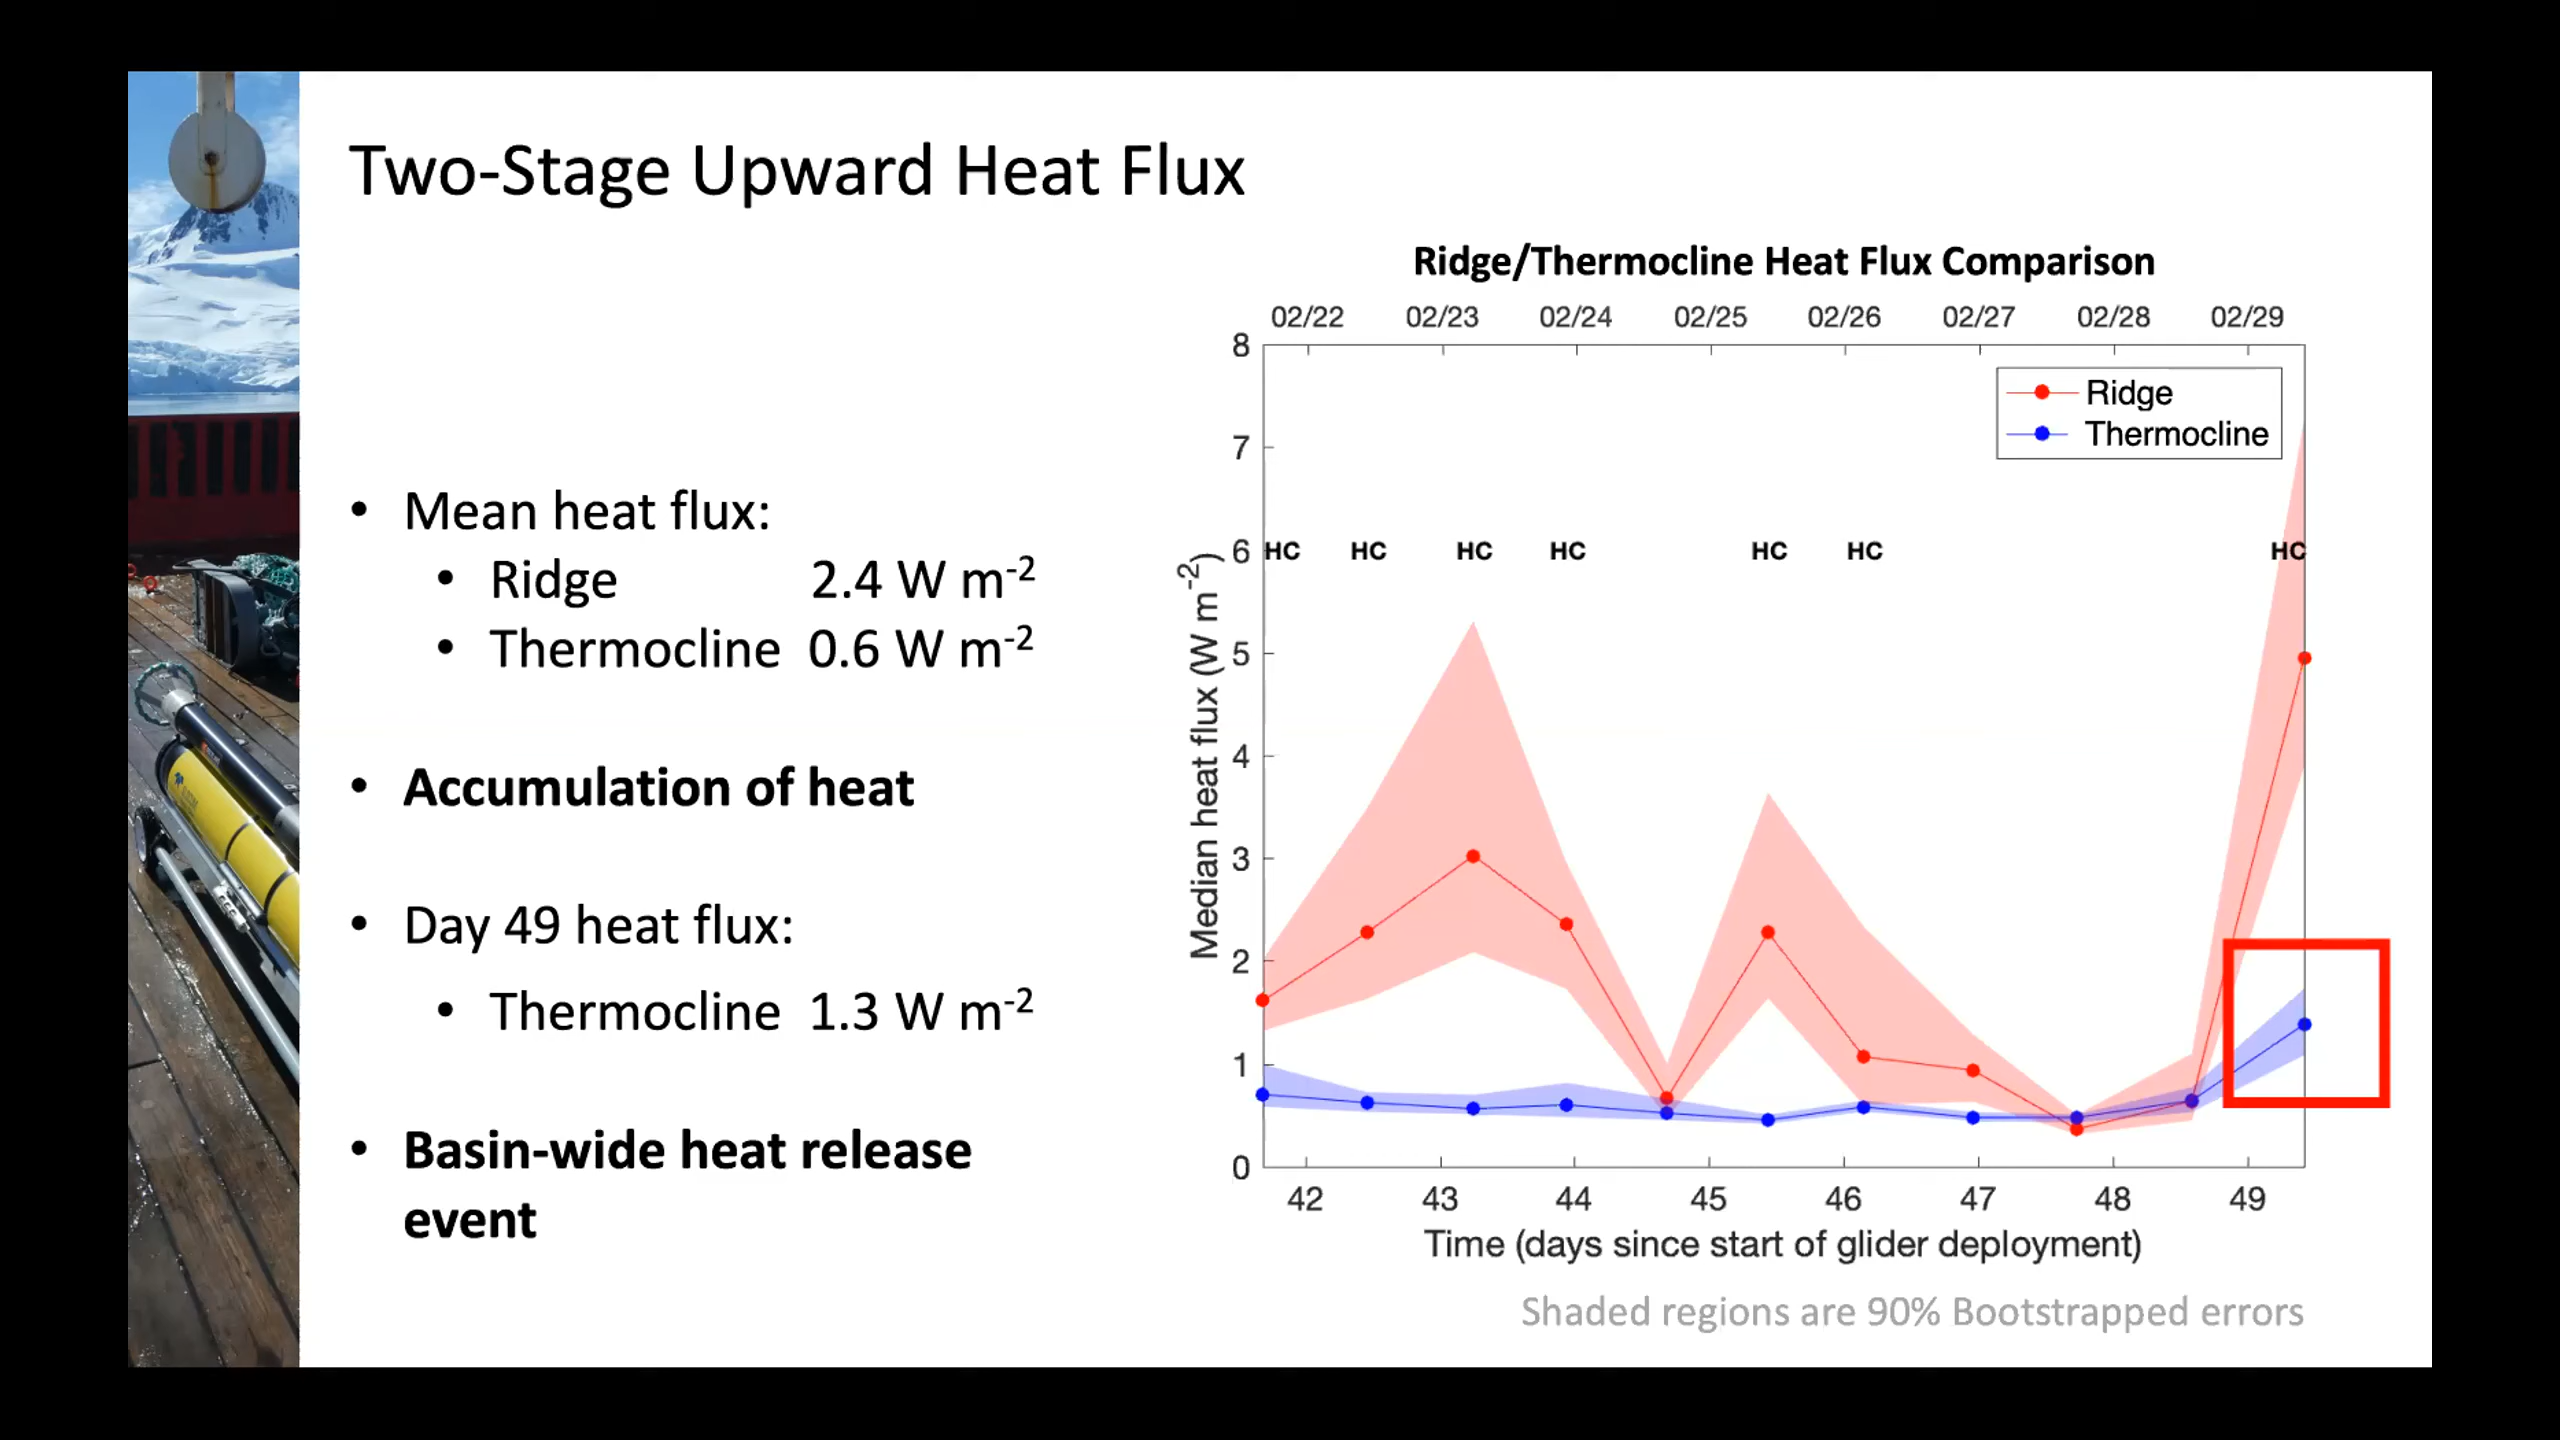 Two-Stage Upward Heat Flux
• Mean heat flux:
• Ridge 2.4 W m⁻²
• Thermocline 0.6 W m⁻²
• Accumulation of heat
• Day 49 heat flux:
• Thermocline 1.3 W m⁻²
• Basin-wide heat release
event
Ridge/Thermocline Heat Flux Comparison
02/22 02/23 02/24 02/25 02/26 02/27 02/28 02/29
8
7
6
5
4
3
2
1
0
Median heat flux (W m⁻²)
Ridge
Thermocline
HC HC HC HC HC HC HC
42 43 44 45 46 47 48 49
Time (days since start of glider deployment)
Shaded regions are 90% Bootstrapped errors